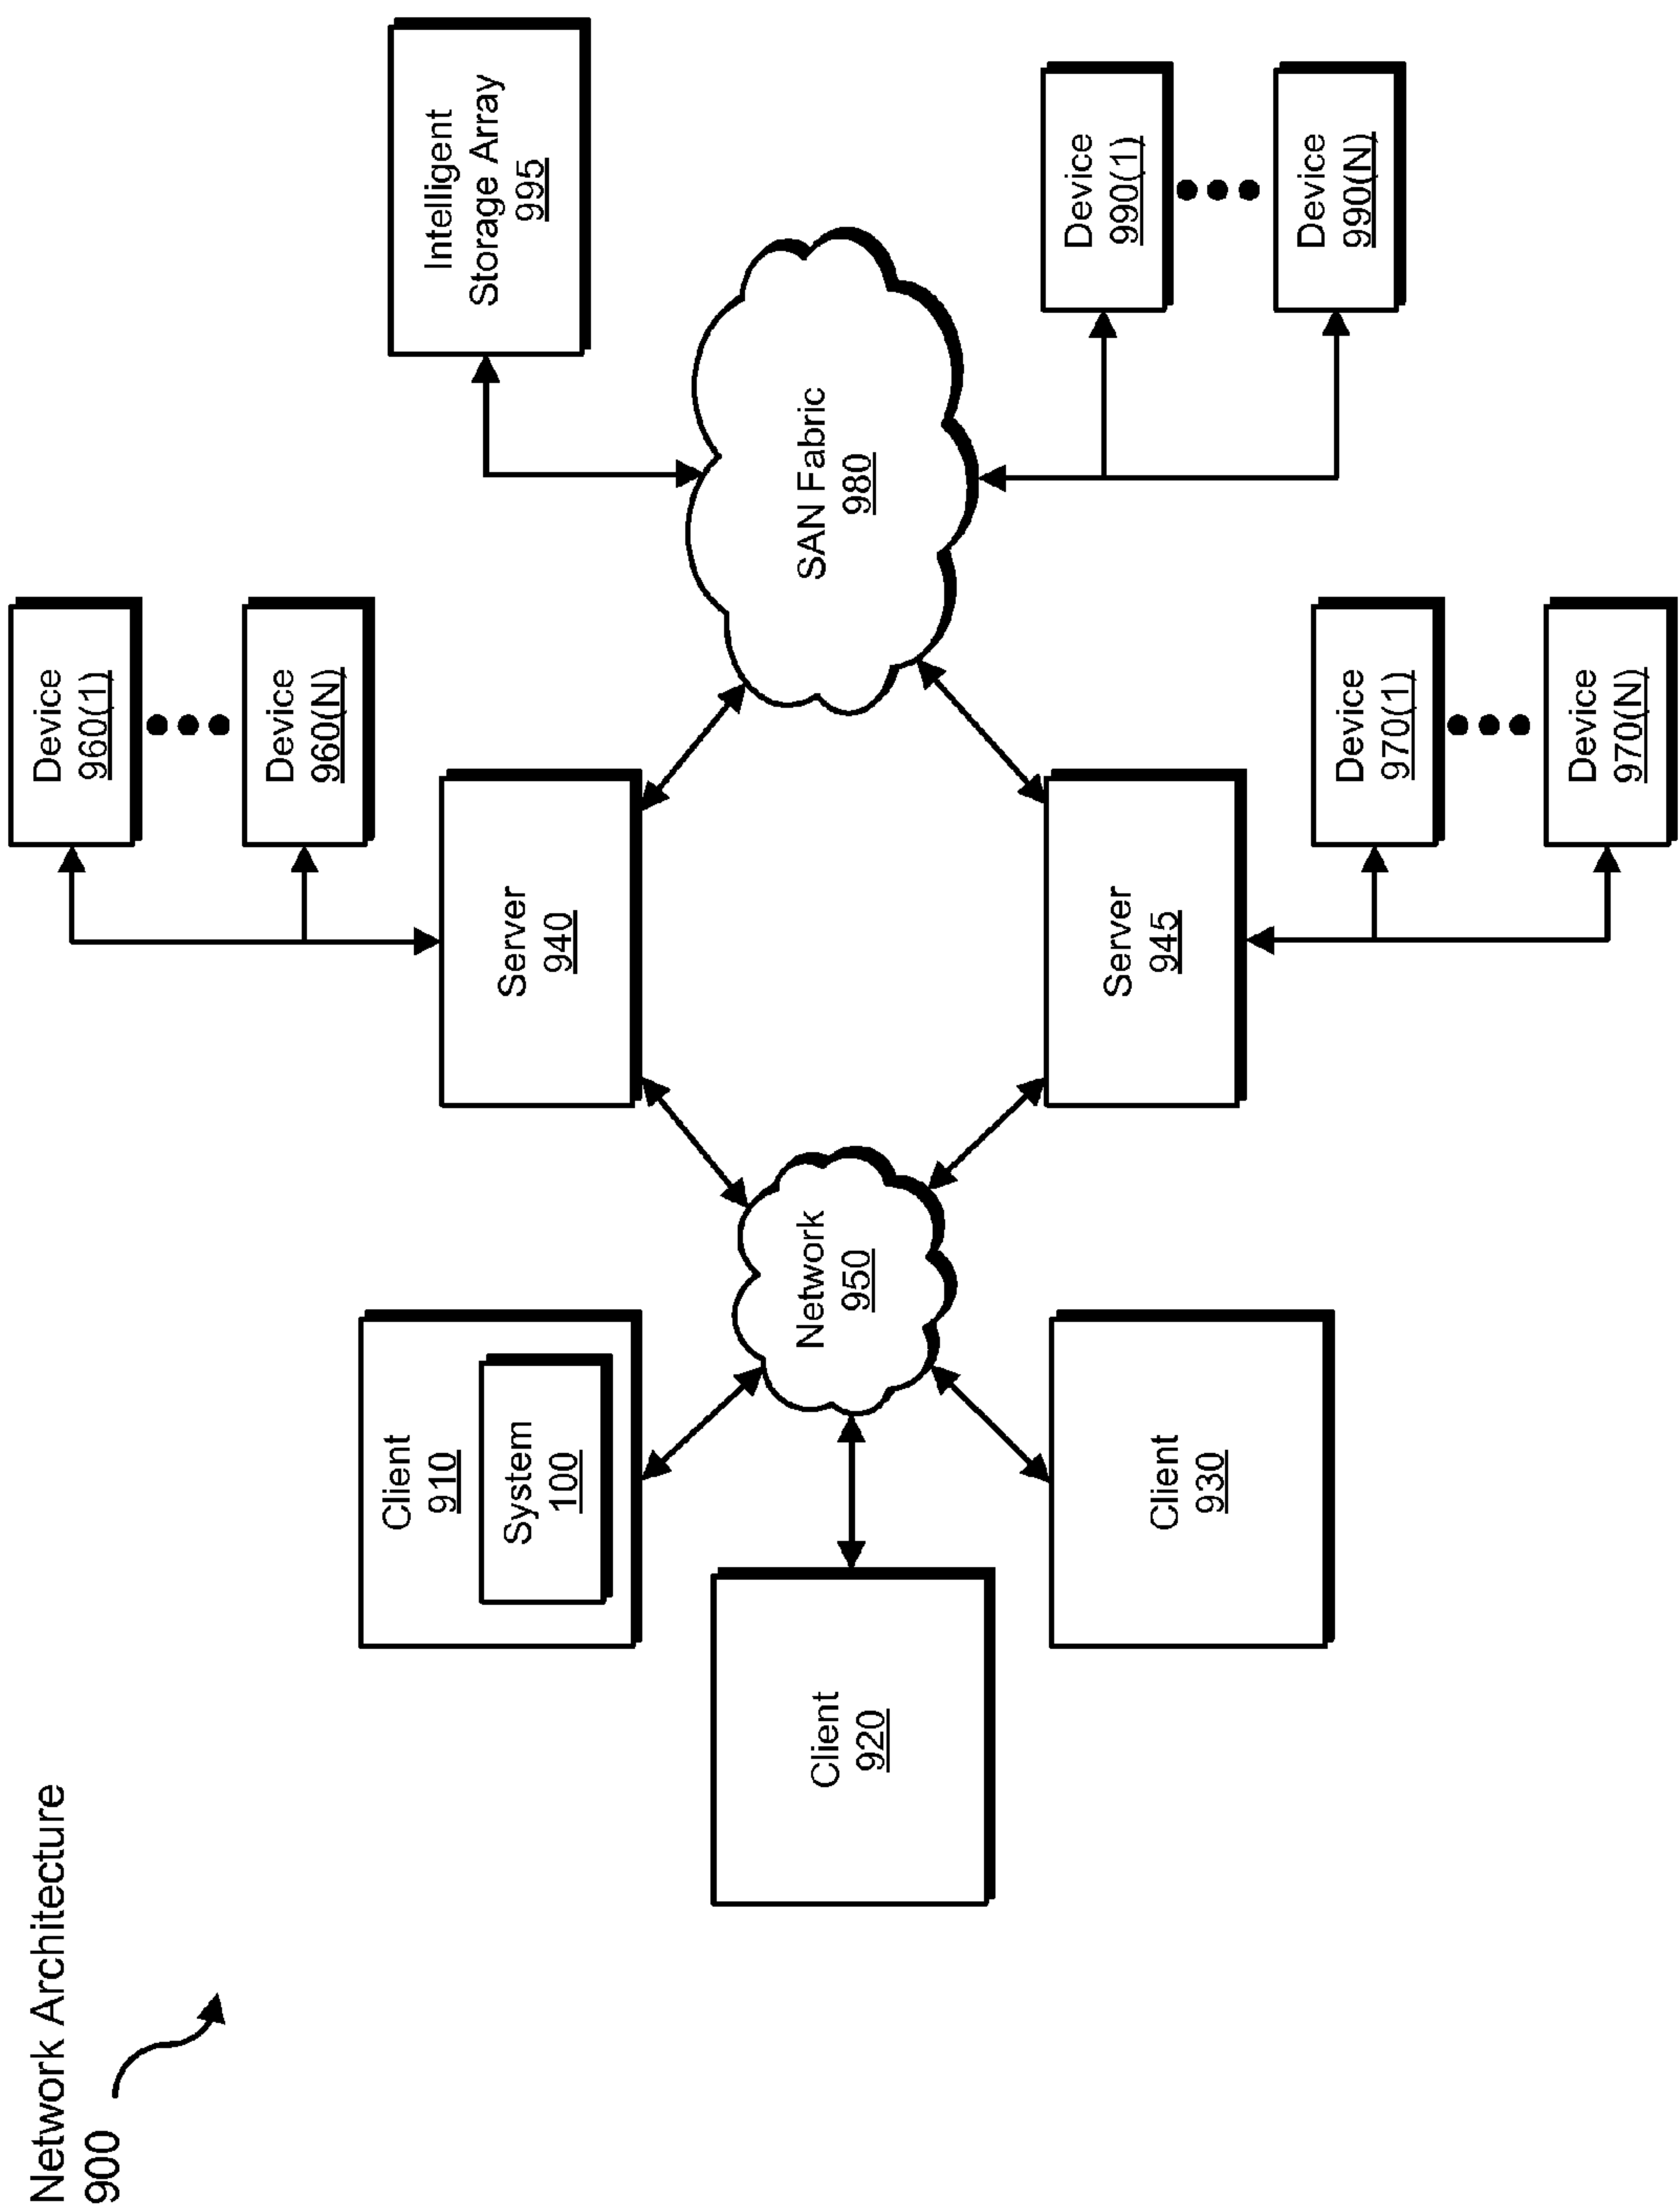 Network Architecture
900
Client
910
System
100
Client
920
Client
930
Network
950
Device
960(1)
Device
960(N)
Server
940
Server
945
Device
970(1)
Device
970(N)
SAN Fabric
980
Intelligent
Storage Array
995
Device
990(1)
Device
990(N)